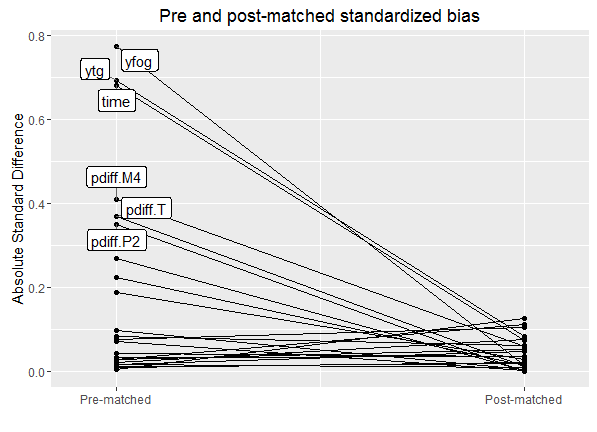 Pre and post-matched standardized bias
Absolute Standard Difference
0.8
0.6
0.4
0.2
0.0
yfog
ytg
time
pdiff.M4
pdiff.T
pdiff.P2
Pre-matched
Post-matched